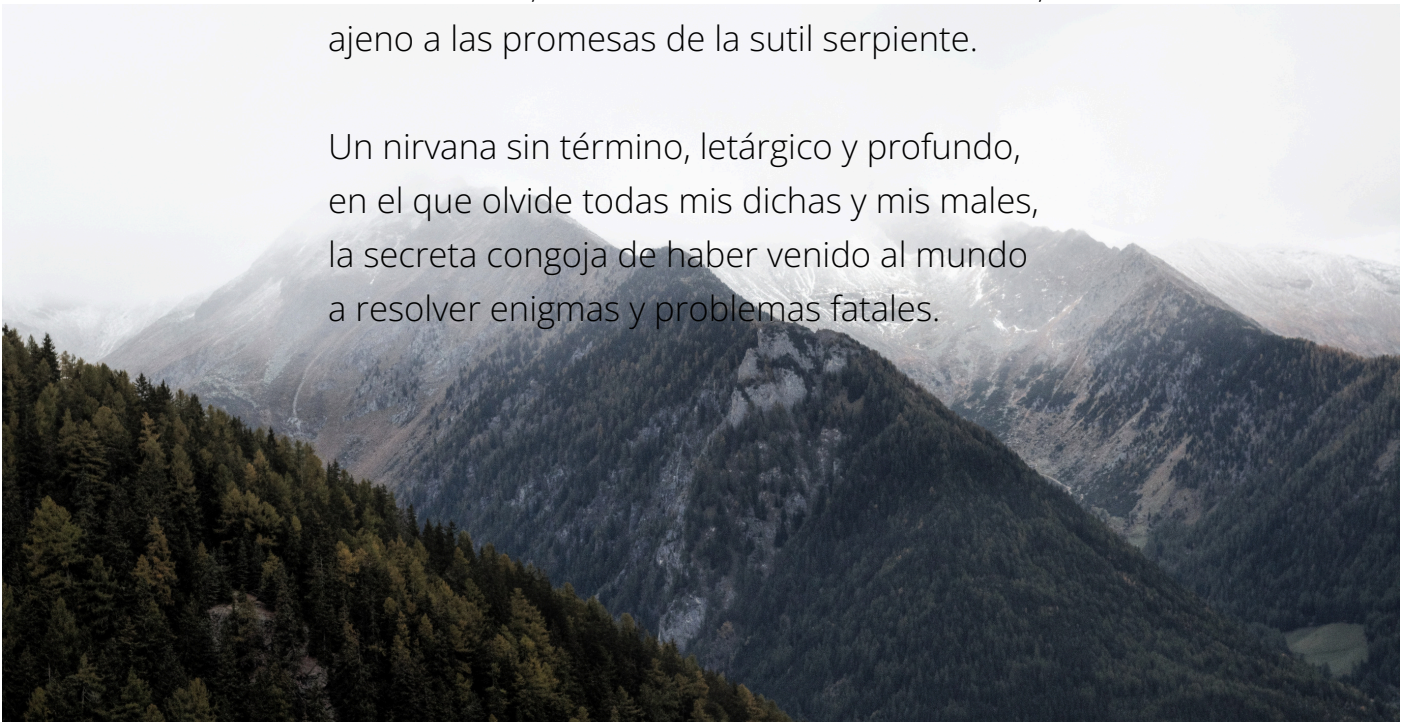 ajeno a las promesas de la sutil serpiente.
Un nirvana sin término, letárgico y profundo,
en el que olvide todas mis dichas y mis males,
la secreta congoja de haber venido al mundo
a resolver enigmas y problemas fatales.